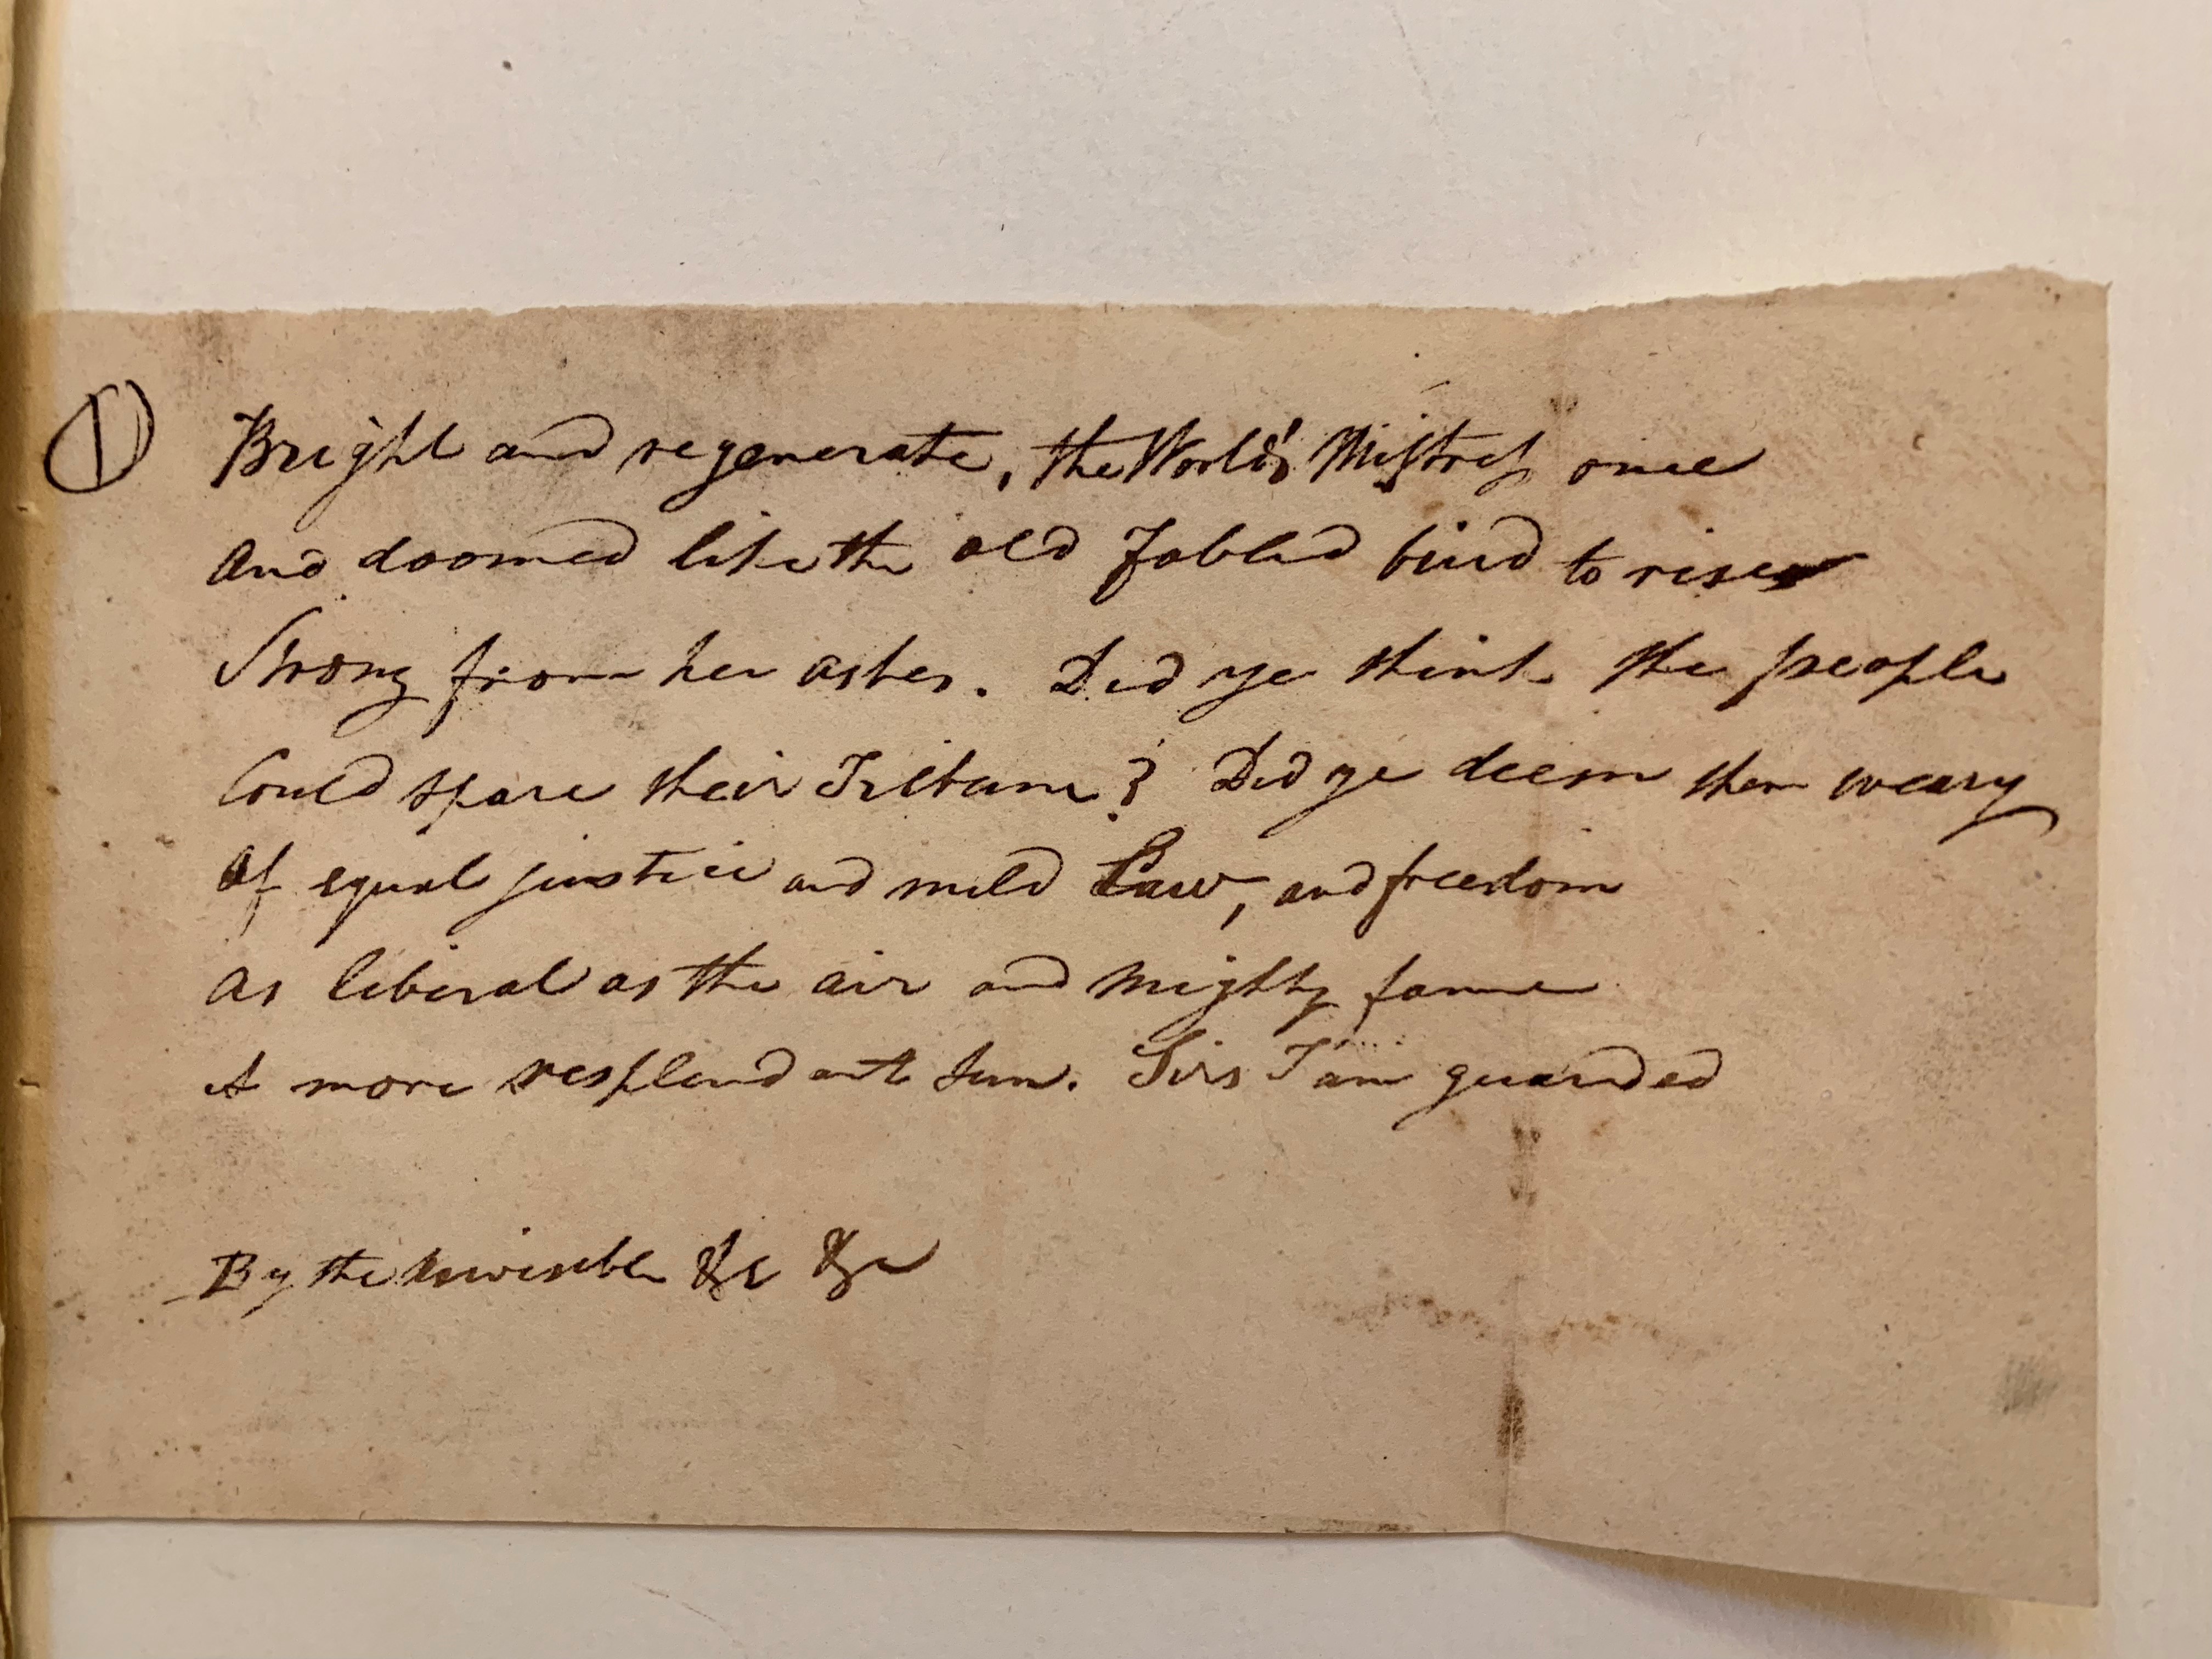 ① Bright and regenerate, the World's Mistress once
And doomed like the old Fabled bird to rise
Strong from her ashes. Did ye think the people
Could spare their Tribune? Did ye deem them weary
Of equal justice and mild Law, and freedom
As liberal as the air and mighty fame
A more resplendant sun. Sirs I am guarded
By the invisible &c &c